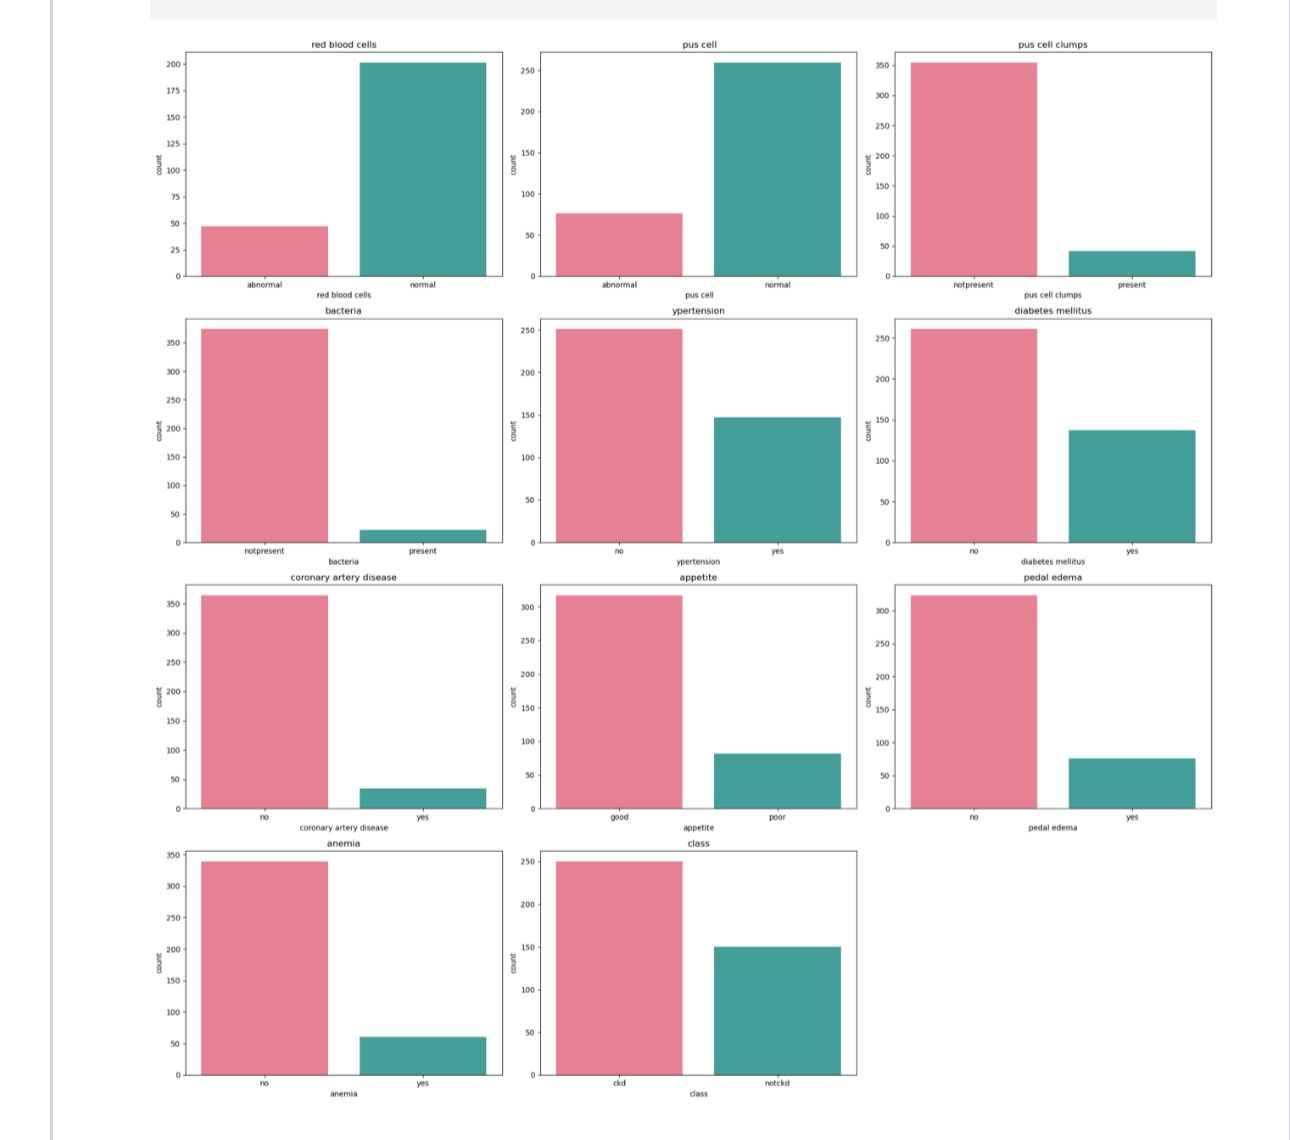 red blood cells
200
175
150
125
100
75
50
25
0
count
abnormal normal
red blood cells
pus cell
250
200
150
100
50
0
count
abnormal normal
pus cell
pus cell clumps
350
300
250
200
150
100
50
0
count
notpresent present
pus cell clumps
bacteria
350
300
250
200
150
100
50
0
count
notpresent present
bacteria
ypertension
250
200
150
100
50
0
count
no yes
ypertension
diabetes mellitus
250
200
150
100
50
0
count
no yes
diabetes mellitus
coronary artery disease
350
300
250
200
150
100
50
0
count
no yes
coronary artery disease
appetite
300
250
200
150
100
50
0
count
good poor
appetite
pedal edema
300
250
200
150
100
50
0
count
no yes
pedal edema
anemia
350
300
250
200
150
100
50
0
count
no yes
anemia
class
250
200
150
100
50
0
count
ckd notckd
class